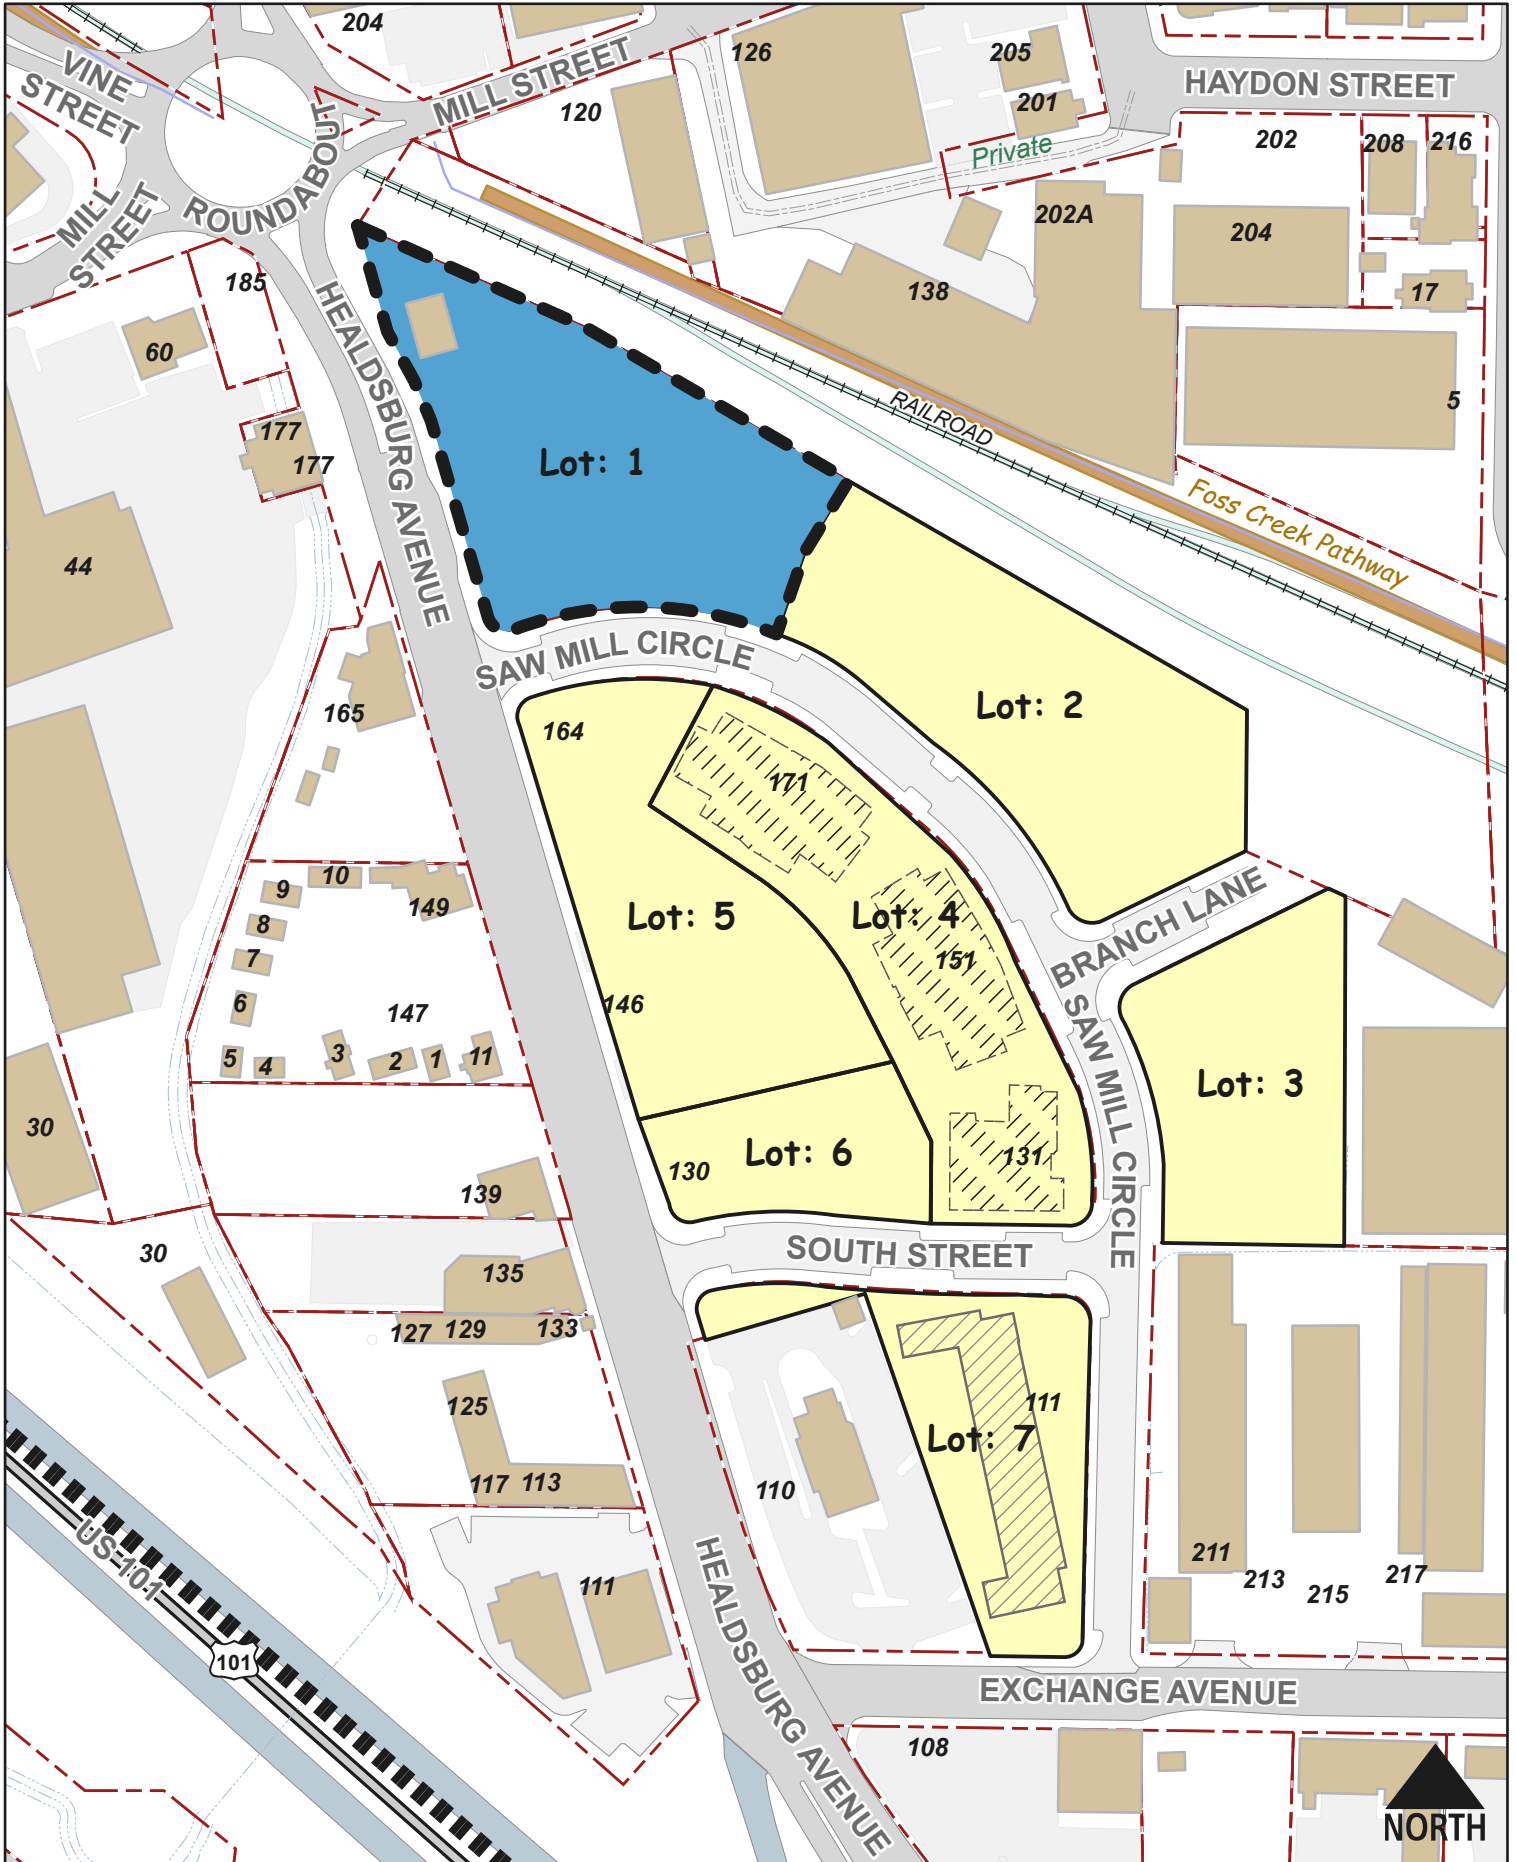 204
126
205
VINE
STREET
MILL STREET
HAYDON STREET
201
120
ROUNDABOUT
Private
202
208
216
MILL
STREET
202A
204
185
138
17
HEALDSBURG AVENUE
60
RAILROAD
5
177
177
Lot: 1
Foss Creek Pathway
44
SAW MILL CIRCLE
165
164
Lot: 2
171
10
9
149
8
Lot: 5
Lot: 4
BRANCH LANE
7
151
6
147
146
5
4
3
2
1
11
SAW MILL CIRCLE
Lot: 3
30
Lot: 6
131
130
139
30
SOUTH STREET
135
127
129
133
125
111
Lot: 7
117
113
110
US 101
101
111
HEALDSBURG AVENUE
211
213
215
217
EXCHANGE AVENUE
108
NORTH